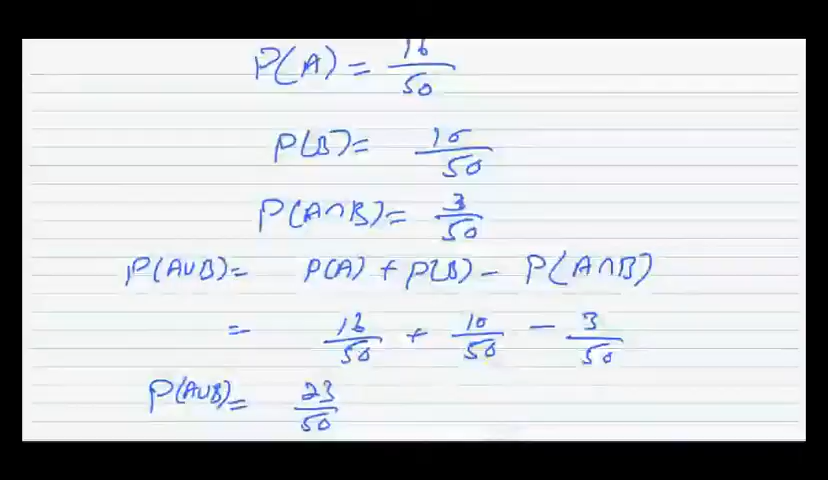 P(A) = 16/50
P(B) = 10/50
P(A∩B) = 3/50
P(A∪B) = P(A) + P(B) - P(A∩B)
= 16/50 + 10/50 - 3/50
P(A∪B) = 23/50